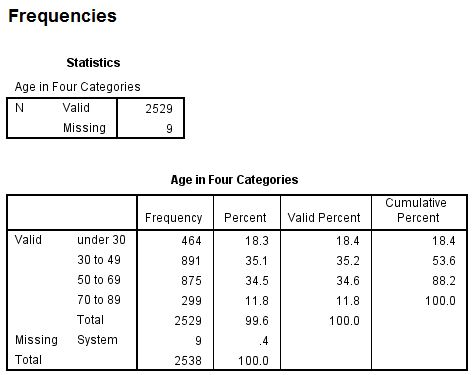 Frequencies
Statistics
Age in Four Categories
N Valid 2529
Missing 9
Age in Four Categories
Frequency Percent Valid Percent Cumulative Percent
Valid under 30 464 18.3 18.4 18.4
30 to 49 891 35.1 35.2 53.6
50 to 69 875 34.5 34.6 88.2
70 to 89 299 11.8 11.8 100.0
Total 2529 99.6 100.0
Missing System 9 .4
Total 2538 100.0